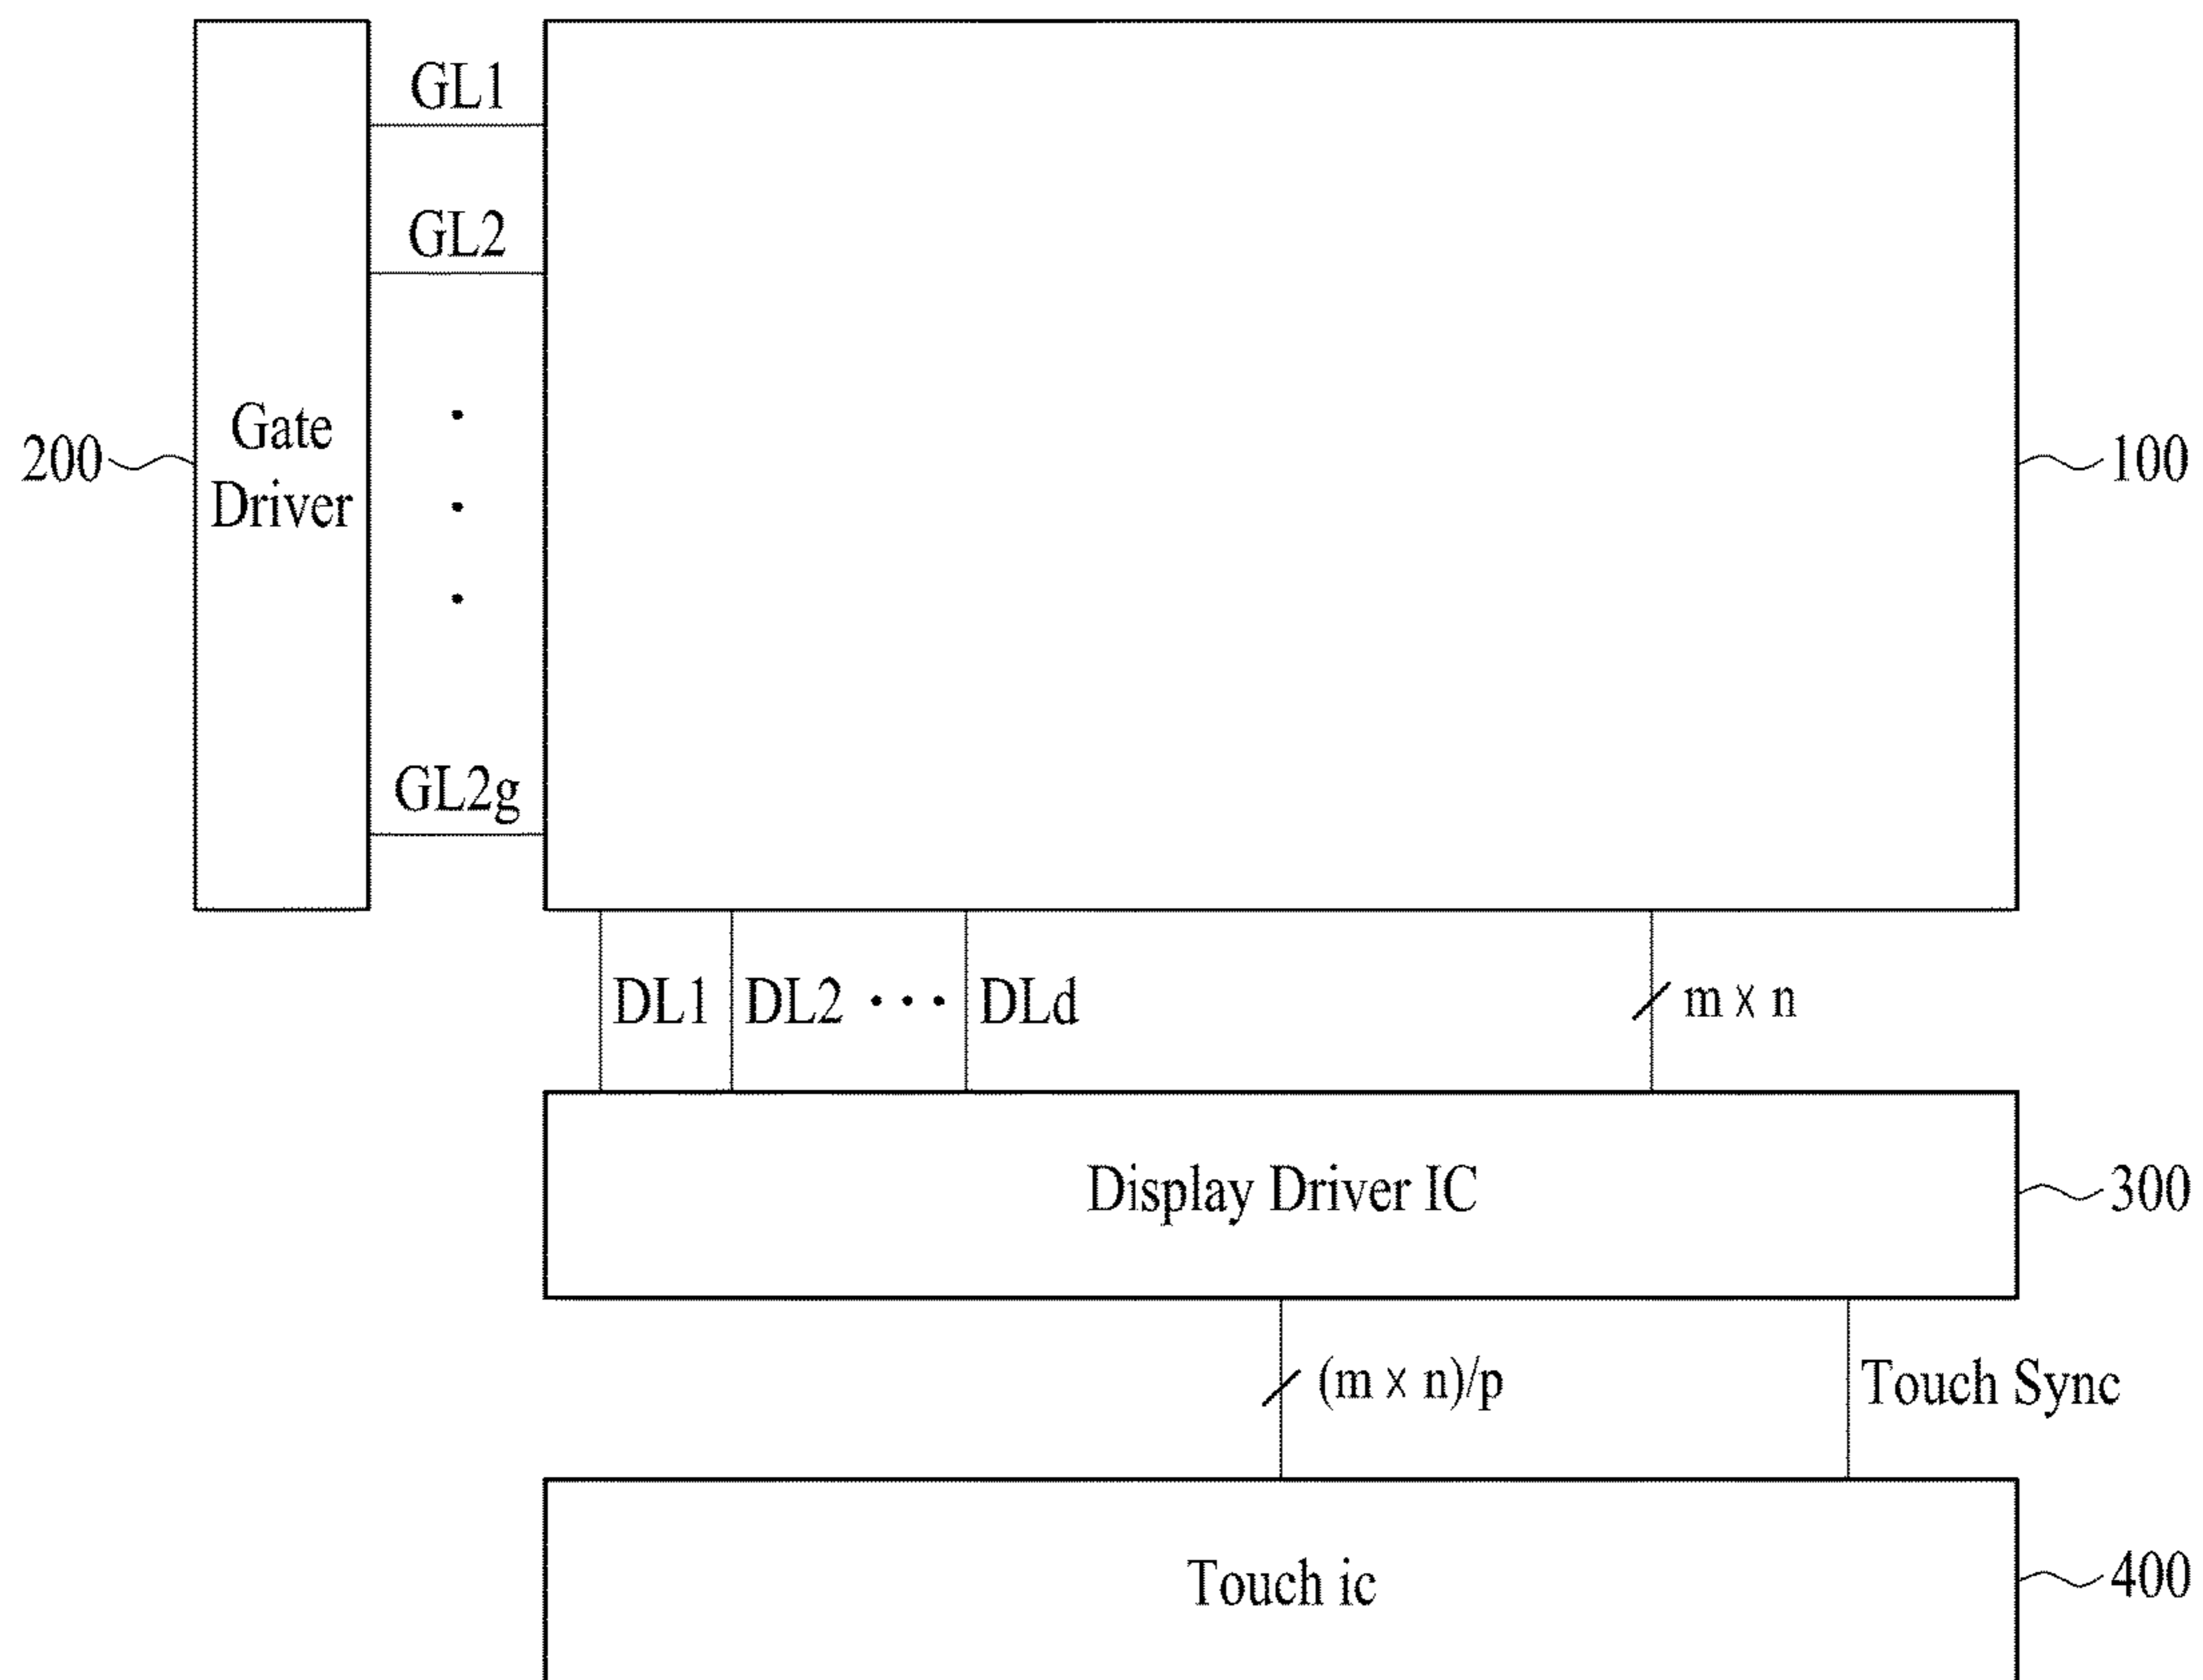 GL1
GL2
Gate
Driver
200
100
GL2g
DL1 DL2 ••• DLd
m x n
Display Driver IC
300
(m x n)/p
Touch Sync
Touch ic
400